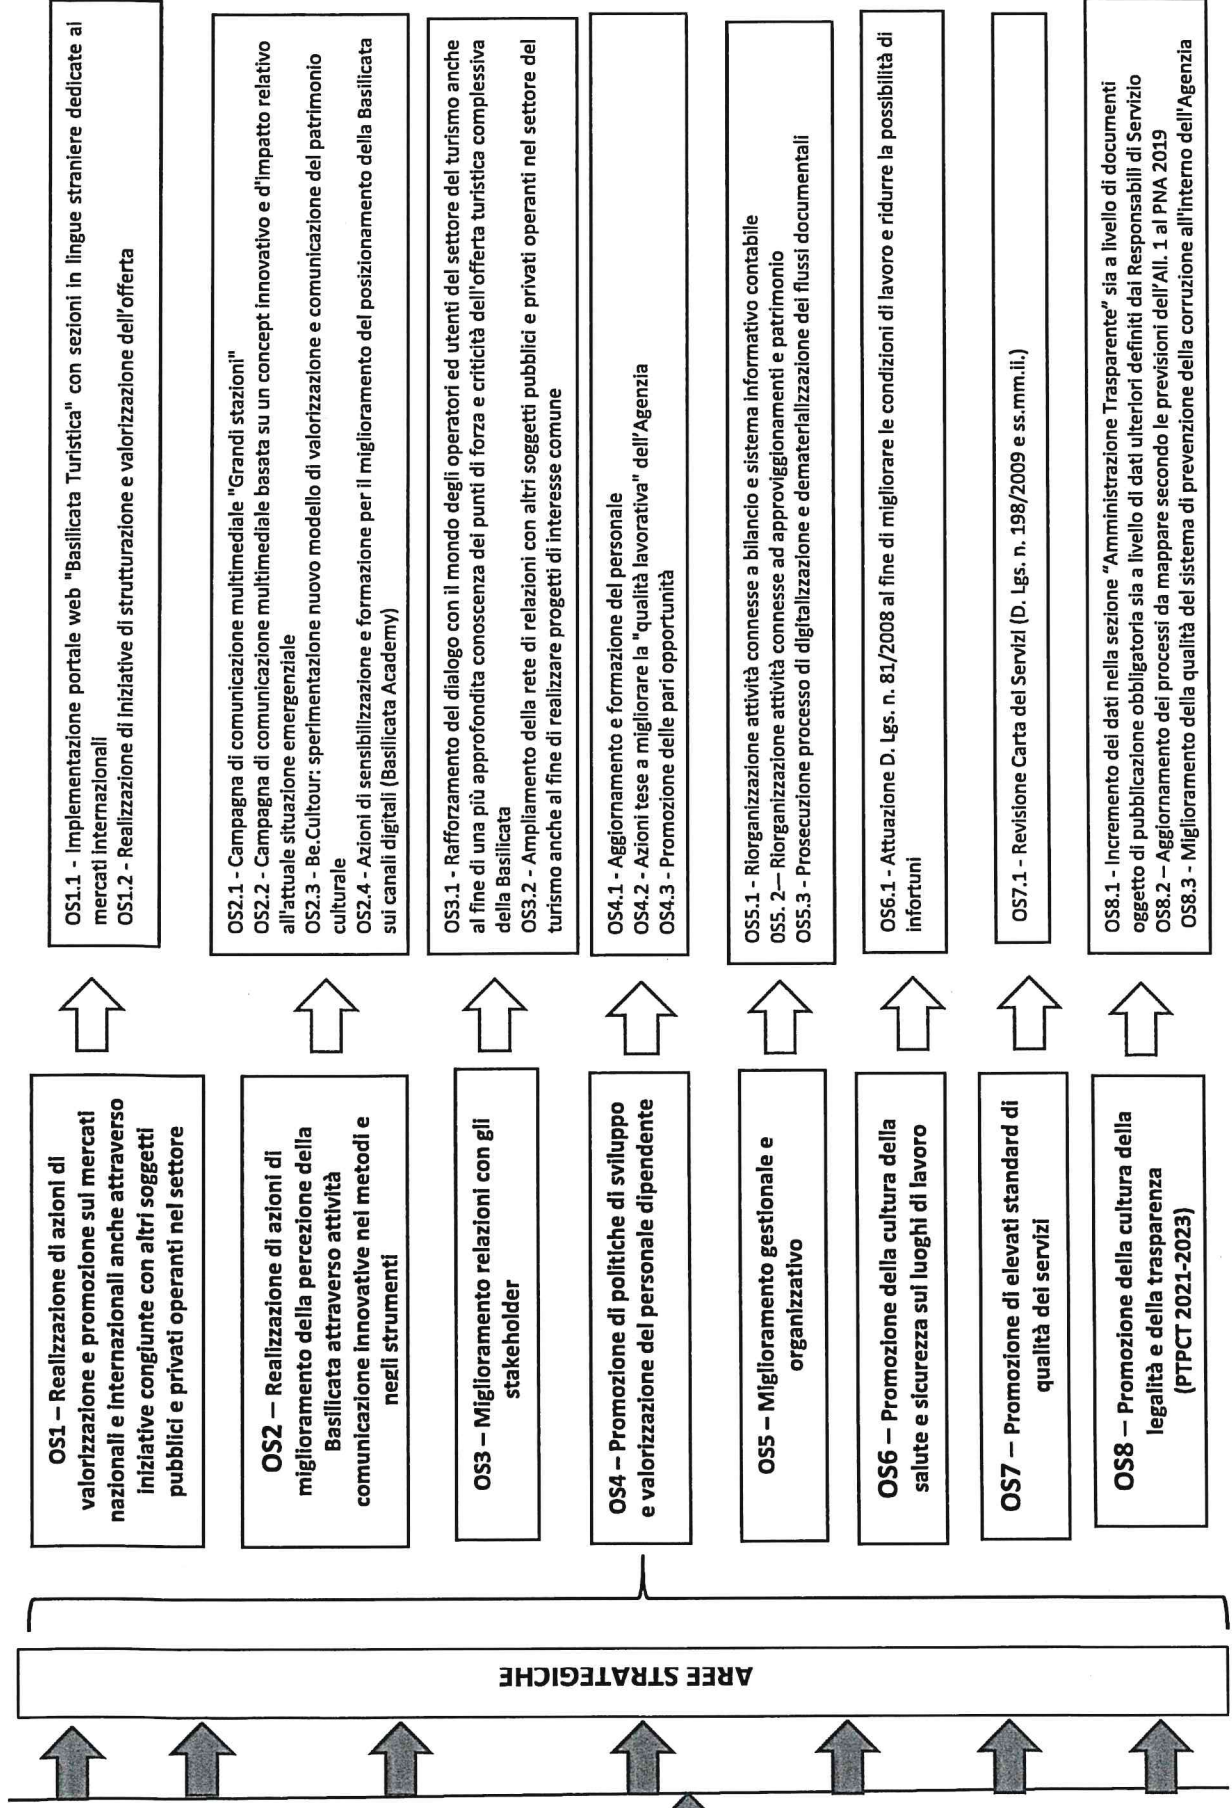 AREE STRATEGICHE
OS1 – Realizzazione di azioni di
valorizzazione e promozione sui mercati
nazionali e internazionali anche attraverso
iniziative congiunte con altri soggetti
pubblici e privati operanti nel settore
OS1.1 - Implementazione portale web "Basilicata Turistica" con sezioni in lingue straniere dedicate ai
mercati internazionali
OS1.2 - Realizzazione di iniziative di strutturazione e valorizzazione dell'offerta
OS2 – Realizzazione di azioni di
miglioramento della percezione della
Basilicata attraverso attività
comunicazione innovative nei metodi e
negli strumenti
OS2.1 - Campagna di comunicazione multimediale "Grandi stazioni"
OS2.2 - Campagna di comunicazione multimediale basata su un concept innovativo e d'impatto relativo
all'attuale situazione emergenziale
OS2.3 - Be.Cultour: sperimentazione nuovo modello di valorizzazione e comunicazione del patrimonio
culturale
OS2.4 - Azioni di sensibilizzazione e formazione per il miglioramento del posizionamento della Basilicata
sui canali digitali (Basilicata Academy)
OS3 – Miglioramento relazioni con gli
stakeholder
OS3.1 - Rafforzamento del dialogo con il mondo degli operatori ed utenti del settore del turismo anche
al fine di una più approfondita conoscenza dei punti di forza e criticità dell'offerta turistica complessiva
della Basilicata
OS3.2 - Ampliamento della rete di relazioni con altri soggetti pubblici e privati operanti nel settore del
turismo anche al fine di realizzare progetti di interesse comune
OS4 – Promozione di politiche di sviluppo
e valorizzazione del personale dipendente
OS4.1 - Aggiornamento e formazione del personale
OS4.2 - Azioni tese a migliorare la "qualità lavorativa" dell'Agenzia
OS4.3 - Promozione delle pari opportunità
OS5 – Miglioramento gestionale e
organizzativo
OS5.1 - Riorganizzazione attività connesse a bilancio e sistema informativo contabile
OS5. 2— Riorganizzazione attività connesse ad approviggionamenti e patrimonio
OS5.3 - Prosecuzione processo di digitalizzazione e dematerializzazione dei flussi documentali
OS6 – Promozione della cultura della
salute e sicurezza sui luoghi di lavoro
OS6.1 - Attuazione D. Lgs. n. 81/2008 al fine di migliorare le condizioni di lavoro e ridurre la possibilità di
infortuni
OS7 – Promozione di elevati standard di
qualità dei servizi
OS7.1 - Revisione Carta dei Servizi (D. Lgs. n. 198/2009 e ss.mm.ii.)
OS8 – Promozione della cultura della
legalità e della trasparenza
(PTPCT 2021-2023)
OS8.1 - Incremento dei dati nella sezione "Amministrazione Trasparente" sia a livello di documenti
oggetto di pubblicazione obbligatoria sia a livello di dati ulteriori definiti dai Responsabili di Servizio
OS8.2 – Aggiornamento dei processi da mappare secondo le previsioni dell'All. 1 al PNA 2019
OS8.3 - Miglioramento della qualità del sistema di prevenzione della corruzione all'interno dell'Agenzia